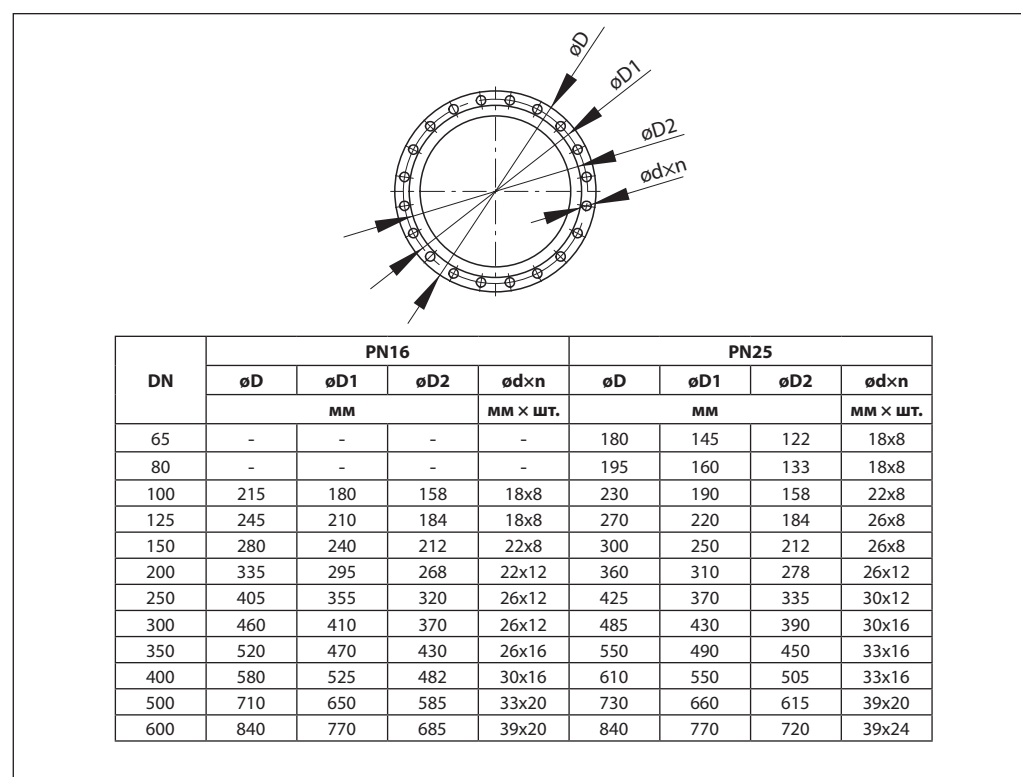 øD
øD1
øD2
ød×n
DN PN16 PN25
øD øD1 øD2 ød×n øD øD1 øD2 ød×n
мм мм × шт. мм мм × шт.
65 - - - - 180 145 122 18x8
80 - - - - 195 160 133 18x8
100 215 180 158 18x8 230 190 158 22x8
125 245 210 184 18x8 270 220 184 26x8
150 280 240 212 22x8 300 250 212 26x8
200 335 295 268 22x12 360 310 278 26x12
250 405 355 320 26x12 425 370 335 30x12
300 460 410 370 26x12 485 430 390 30x16
350 520 470 430 26x16 550 490 450 33x16
400 580 525 482 30x16 610 550 505 33x16
500 710 650 585 33x20 730 660 615 39x20
600 840 770 685 39x20 840 770 720 39x24